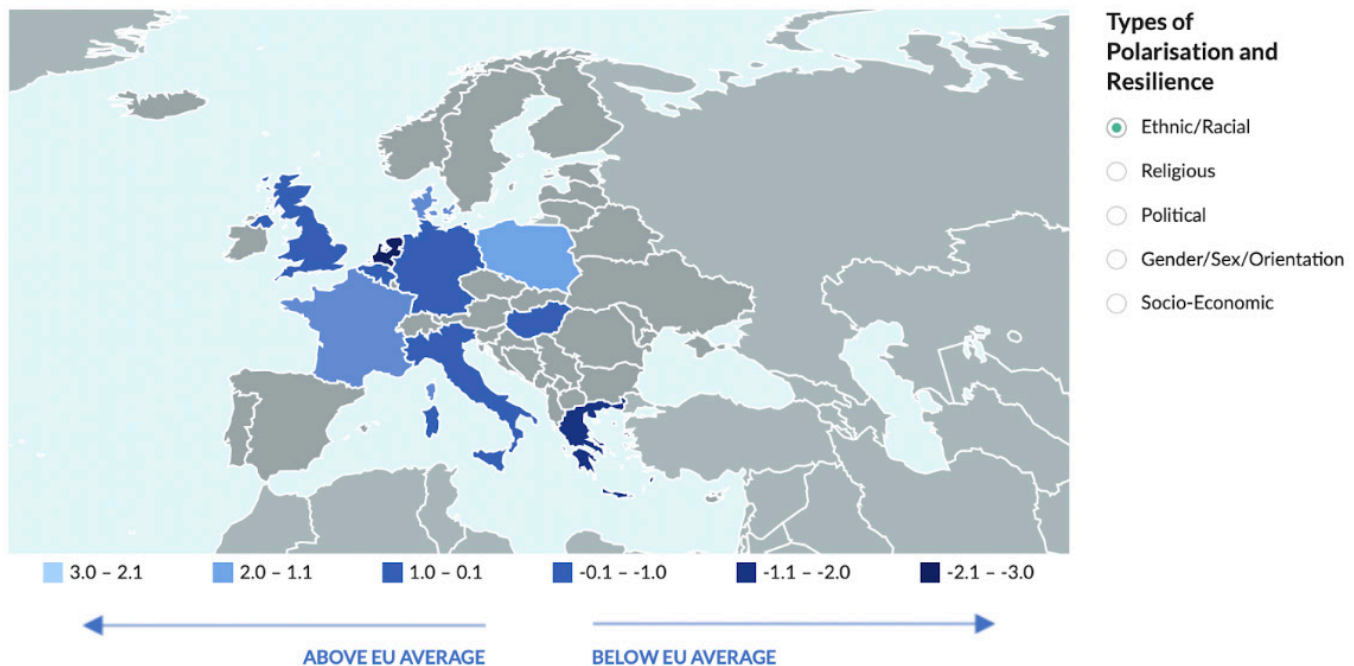 Types of
Polarisation and
Resilience
Ethnic/Racial
Religious
Political
Gender/Sex/Orientation
Socio-Economic
3.0 – 2.1
2.0 – 1.1
1.0 – 0.1
-0.1 – -1.0
-1.1 – -2.0
-2.1 – -3.0
ABOVE EU AVERAGE
BELOW EU AVERAGE